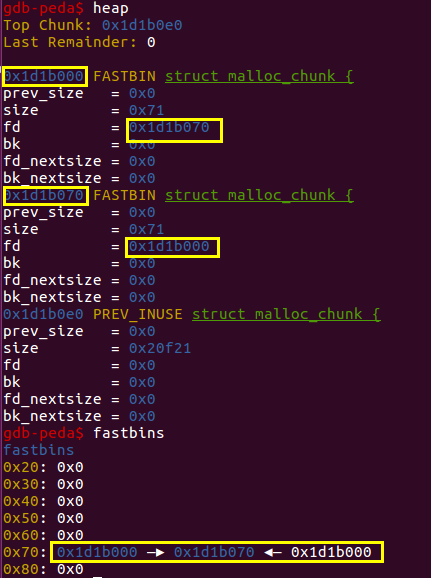 gdb-peda$ heap
Top Chunk: 0x1d1b0e0
Last Remainder: 0
0x1d1b000 FASTBIN struct malloc_chunk {
prev_size = 0x0
size = 0x71
fd = 0x1d1b070
bk = 0x0
fd_nextsize = 0x0
bk_nextsize = 0x0
0x1d1b070 FASTBIN struct malloc_chunk {
prev_size = 0x0
size = 0x71
fd = 0x1d1b000
bk = 0x0
fd_nextsize = 0x0
bk_nextsize = 0x0
0x1d1b0e0 PREV_INUSE struct malloc_chunk {
prev_size = 0x0
size = 0x20f21
fd = 0x0
bk = 0x0
fd_nextsize = 0x0
bk_nextsize = 0x0
gdb-peda$ fastbins
fastbins
0x20: 0x0
0x30: 0x0
0x40: 0x0
0x50: 0x0
0x60: 0x0
0x70: 0x1d1b000 —▸ 0x1d1b070 ◂— 0x1d1b000
0x80: 0x0